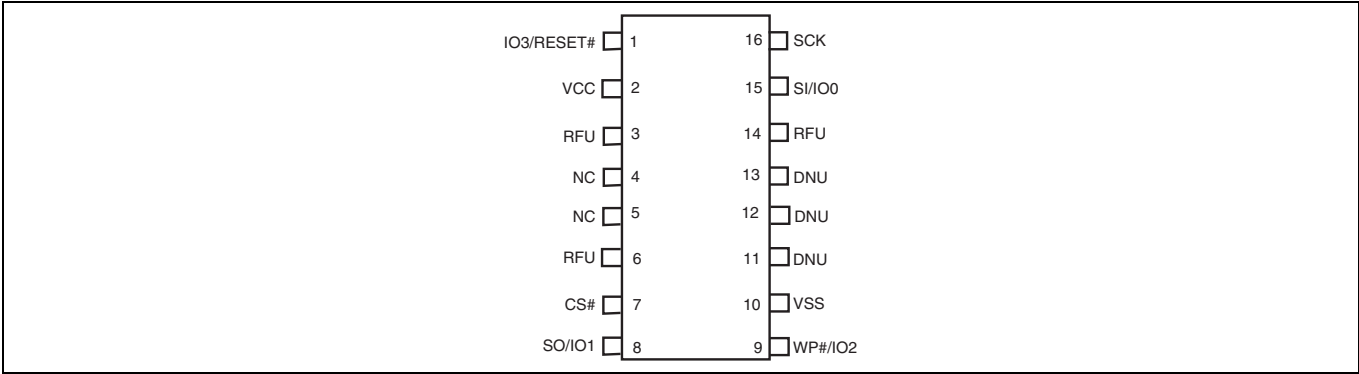 IO3/RESET# 1 16 SCK
VCC 2 15 SI/IO0
RFU 3 14 RFU
NC 4 13 DNU
NC 5 12 DNU
RFU 6 11 DNU
CS# 7 10 VSS
SO/IO1 8 9 WP#/IO2